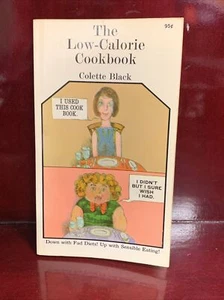 The
95¢
Low-Calorie
Cookbook
Colette Black
I USED
THIS COOK
BOOK.
I DIDN'T
BUT I SURE
WISH
I HAD.
Down with Fad Diets! Up with Sensible Eating!